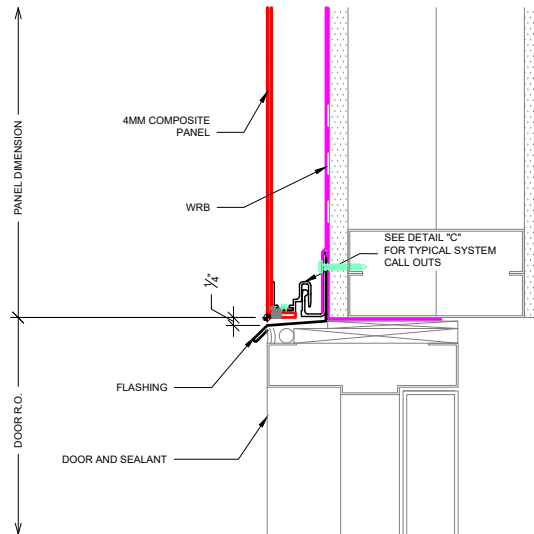 PANEL DIMENSION
4MM COMPOSITE
PANEL
WRB
SEE DETAIL "C"
FOR TYPICAL SYSTEM
CALL OUTS
1/4"
FLASHING
DOOR R.O.
DOOR AND SEALANT